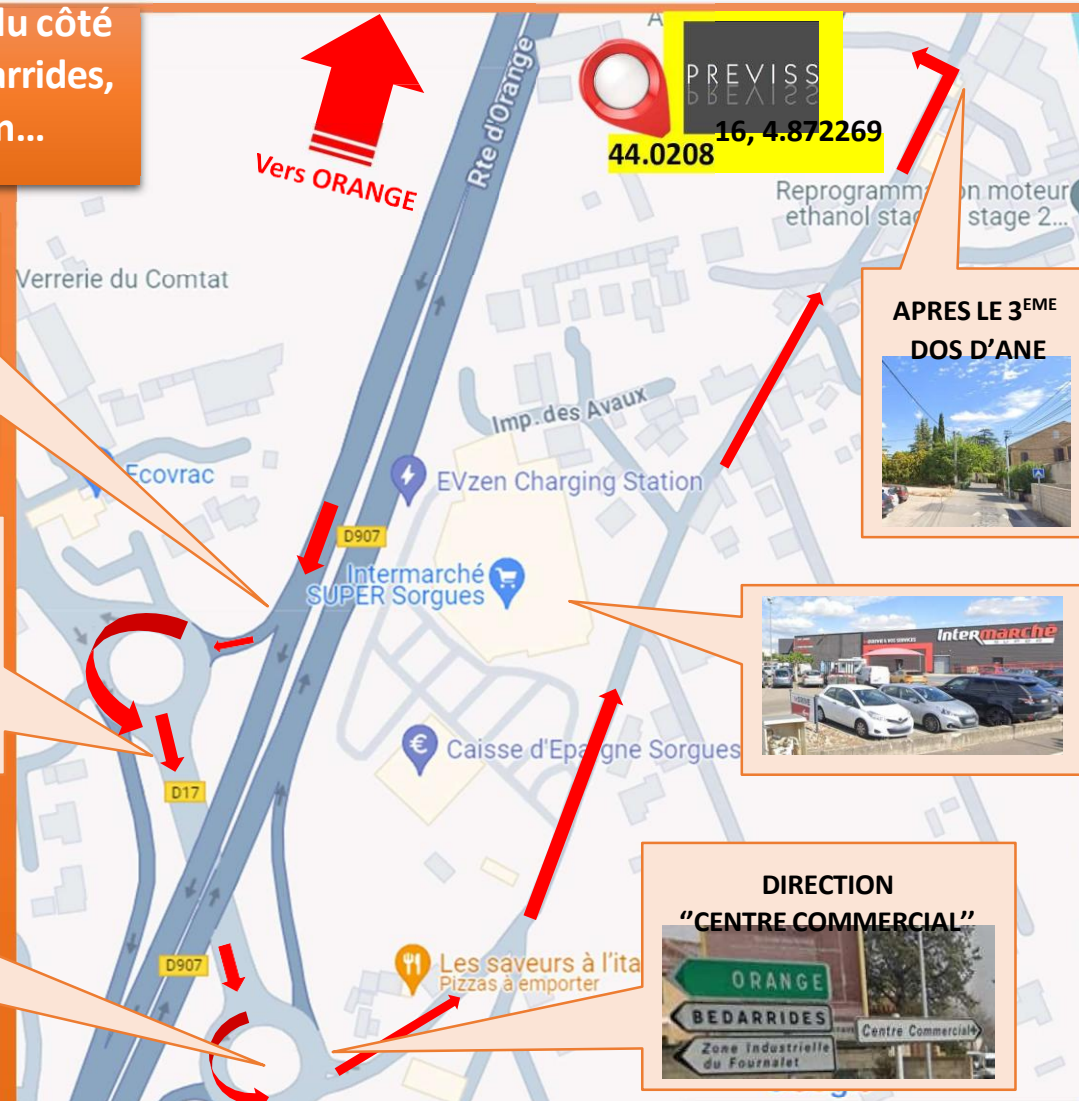 du côté
arrides,
n...
Vers ORANGE
Rte d'Orange
PREVISS
44.0208
16, 4.872269
Reprogrammation moteur
ethanol stage stage 2...
Verrerie du Comtat
APRES LE 3EME
DOS D'ANE
Imp. des Avaux
Ecovrac
EVzen Charging Station
D907
Intermarché
SUPER Sorgues
Intermarché
SUPER
Caisse d'Epargne Sorgues
D17
DIRECTION
"CENTRE COMMERCIAL"
D907
Les saveurs à l'ita
Pizzas à emporter
ORANGE
BEDARRIDES
Centre Commercial
Zone Industrielle
du Fournalet